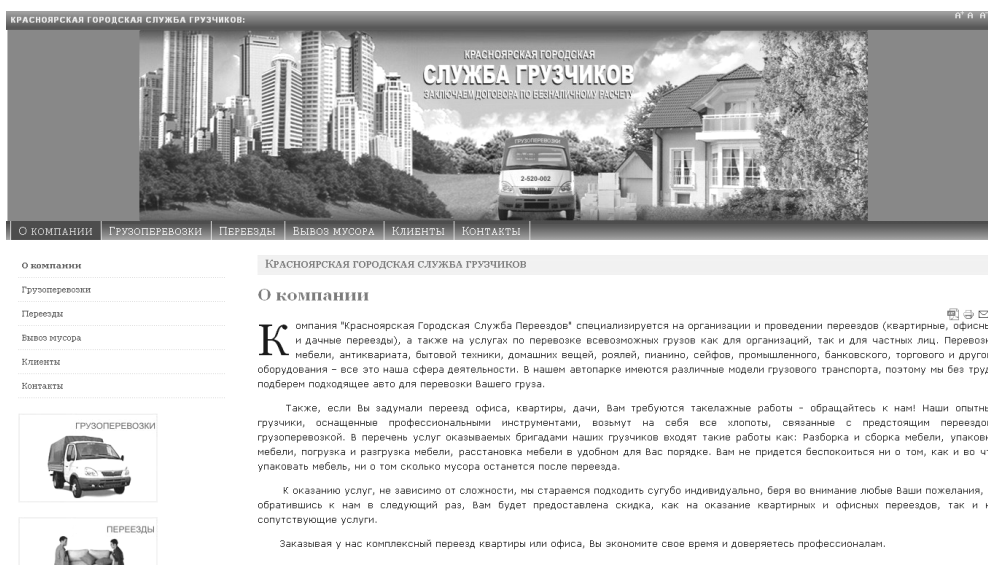 КРАСНОЯРСКАЯ ГОРОДСКАЯ СЛУЖБА ГРУЗЧИКОВ:
A A A
КРАСНОЯРСКАЯ ГОРОДСКАЯ
СЛУЖБА ГРУЗЧИКОВ
ЗАКЛЮЧАЕМ ДОГОВОРА ПО БЕЗНАЛИЧНОМУ РАСЧЕТУ
ГРУЗОПЕРЕВОЗКИ
2-520-002
О КОМПАНИИ ГРУЗОПЕРЕВОЗКИ ПЕРЕЕЗДЫ ВЫВОЗ МУСОРА КЛИЕНТЫ КОНТАКТЫ
О компании
Грузоперевозки
Переезды
Вывоз мусора
Клиенты
Контакты
ГРУЗОПЕРЕВОЗКИ
ПЕРЕЕЗДЫ
КРАСНОЯРСКАЯ ГОРОДСКАЯ СЛУЖБА ГРУЗЧИКОВ
О компании
Компания "Красноярская Городская Служба Переездов" специализируется на организации и проведении переездов (квартирные, офисны
и дачные переезды), а также на услугах по перевозке всевозможных грузов как для организаций, так и для частных лиц. Перевозк
мебели, антиквариата, бытовой техники, домашних вещей, роялей, пианино, сейфов, промышленного, банковского, торгового и другог
оборудования – все это наша сфера деятельности. В нашем автопарке имеются различные модели грузового транспорта, поэтому мы без труд
подберем подходящее авто для перевозки Вашего груза.
Также, если Вы задумали переезд офиса, квартиры, дачи, Вам требуются такелажные работы – обращайтесь к нам! Наши опытны
грузчики, оснащенные профессиональными инструментами, возьмут на себя все хлопоты, связанные с предстоящим переездо
грузоперевозкой. В перечень услуг оказываемых бригадами наших грузчиков входят такие работы как: Разборка и сборка мебели, упаковк
мебели, погрузка и разгрузка мебели, расстановка мебели в удобном для Вас порядке. Вам не придется беспокоиться ни о том, как и во чт
упаковать мебель, ни о том сколько мусора останется после переезда.
К оказанию услуг, не зависимо от сложности, мы стараемся подходить сугубо индивидуально, беря во внимание любые Ваши пожелания,
обратившись к нам в следующий раз, Вам будет предоставлена скидка, как на оказание квартирных и офисных переездов, так и н
сопутствующие услуги.
Заказывая у нас комплексный переезд квартиры или офиса, Вы экономите свое время и доверяетесь профессионалам.